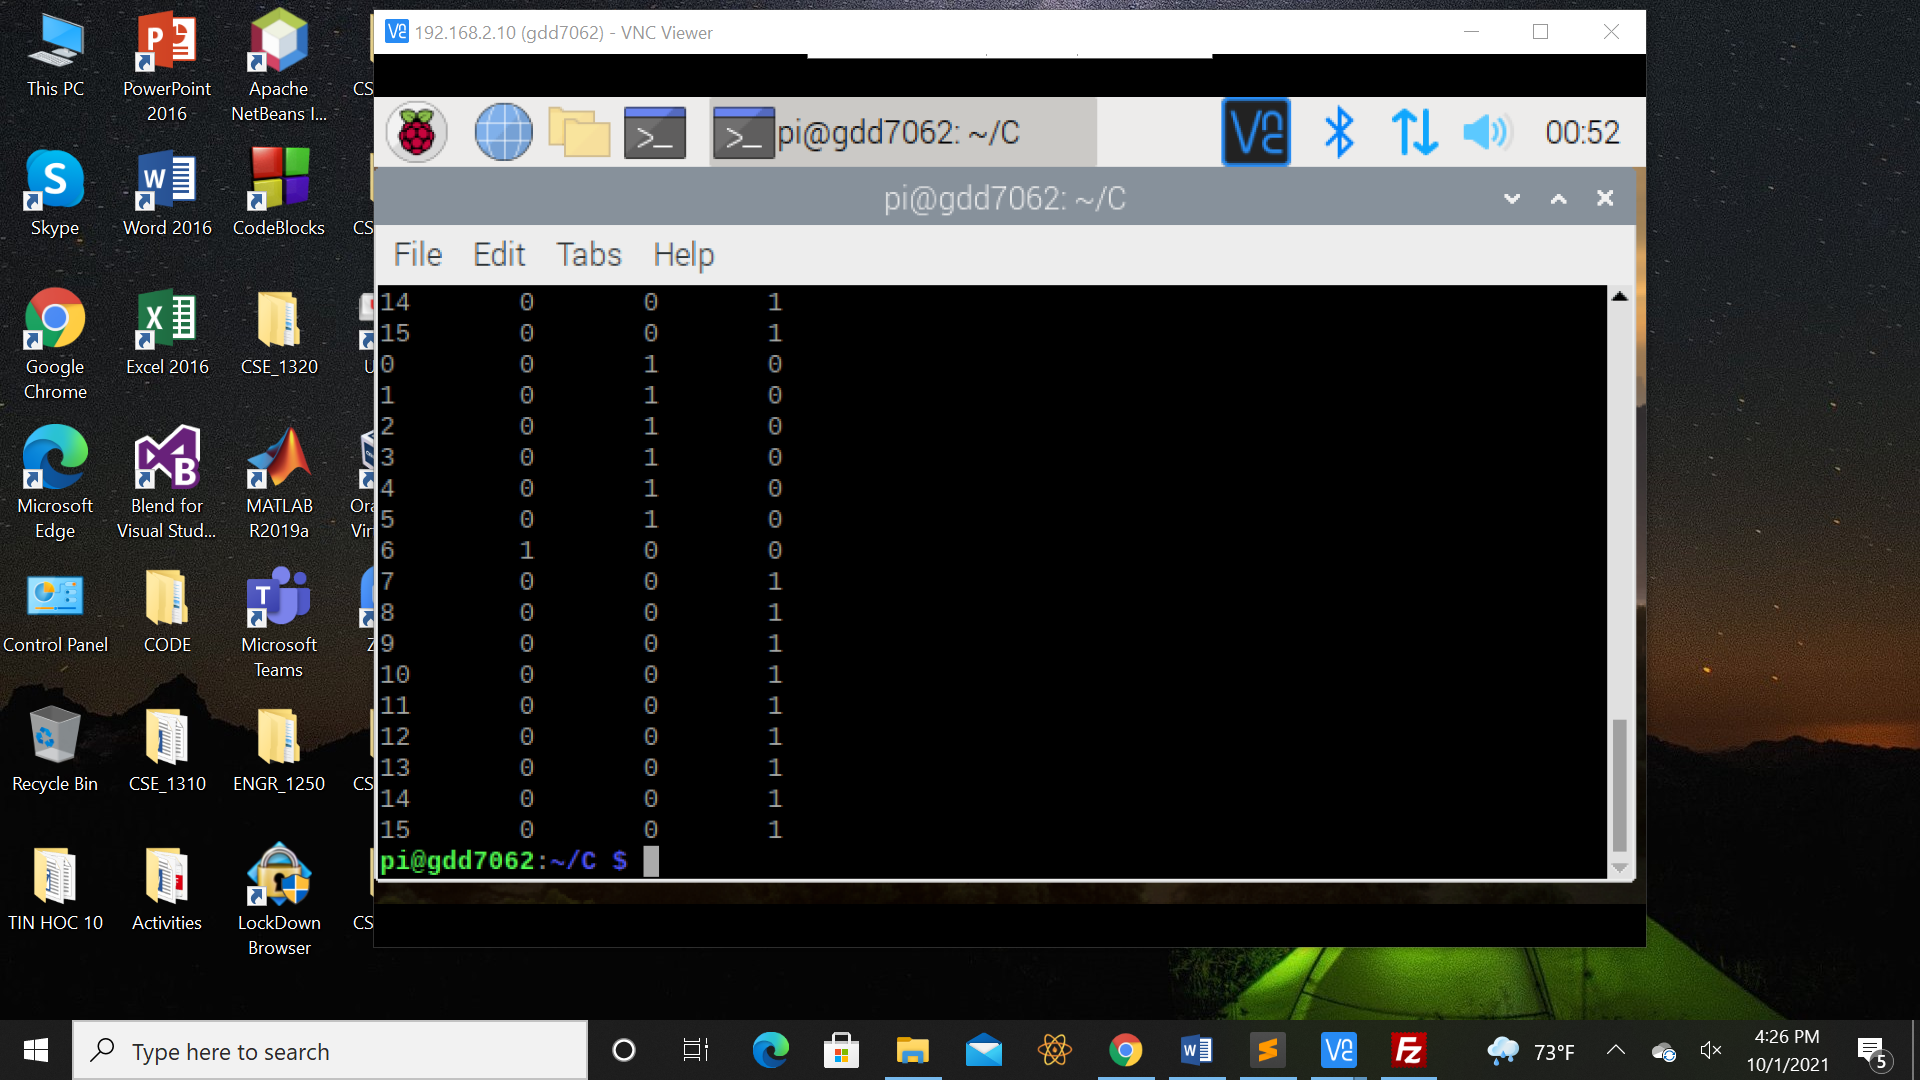 192.168.2.10 (gdd7062) - VNC Viewer
pi@gdd7062: ~/C
00:52
pi@gdd7062: ~/C
File Edit Tabs Help
14 0 0 1
15 0 0 1
0 0 1 0
1 0 1 0
2 0 1 0
3 0 1 0
4 0 1 0
5 0 1 0
6 1 0 0
7 0 0 1
8 0 0 1
9 0 0 1
10 0 0 1
11 0 0 1
12 0 0 1
13 0 0 1
14 0 0 1
15 0 0 1
pi@gdd7062:~/C $
This PC
PowerPoint
2016
Apache
NetBeans I...
Skype
Word 2016
CodeBlocks
Google
Chrome
Excel 2016
CSE_1320
Microsoft
Edge
Blend for
Visual Stud...
MATLAB
R2019a
Control Panel
CODE
Microsoft
Teams
Recycle Bin
CSE_1310
ENGR_1250
TIN HOC 10
Activities
LockDown
Browser
Type here to search
73°F
4:26 PM
10/1/2021
5